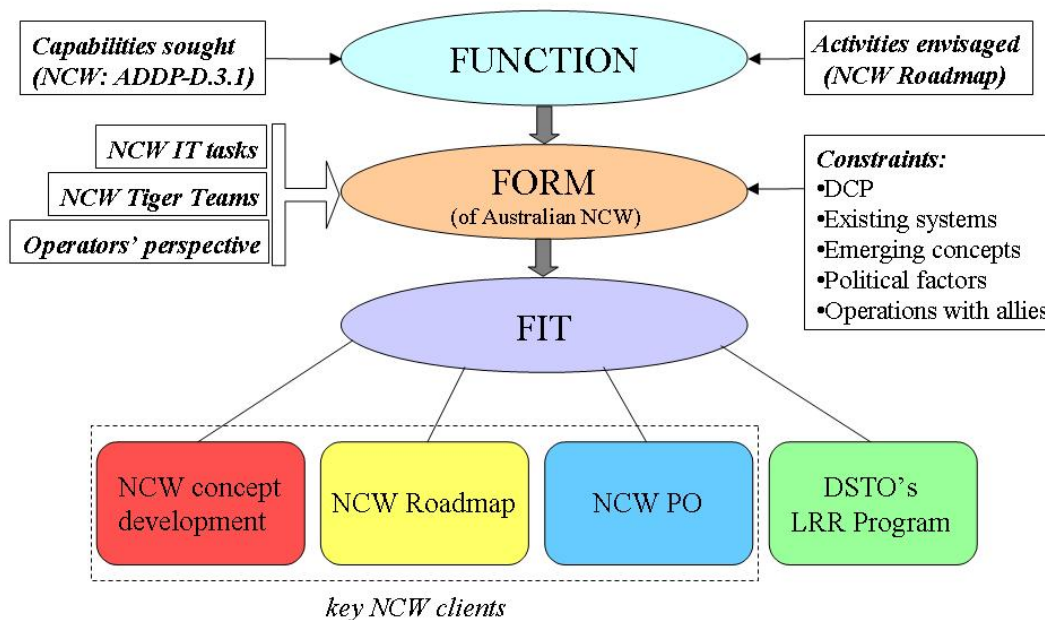 Capabilities sought
(NCW: ADDP-D.3.1)
FUNCTION
Activities envisaged
(NCW Roadmap)
NCW IT tasks
NCW Tiger Teams
Operators' perspective
FORM
(of Australian NCW)
Constraints:
•DCP
•Existing systems
•Emerging concepts
•Political factors
•Operations with allies
FIT
NCW concept
development
NCW Roadmap
NCW PO
DSTO's
LRR Program
key NCW clients